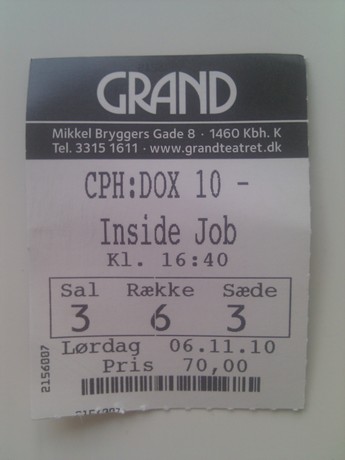 GRAND
Mikkel Bryggers Gade 8 · 1460 Kbh. K
Tel. 3315 1611 · www.grandteatret.dk
CPH:DOX 10 -
Inside Job
Kl. 16:40
Sal Række Sæde
3 6 3
Lørdag 06.11.10
Pris 70,00
2156087